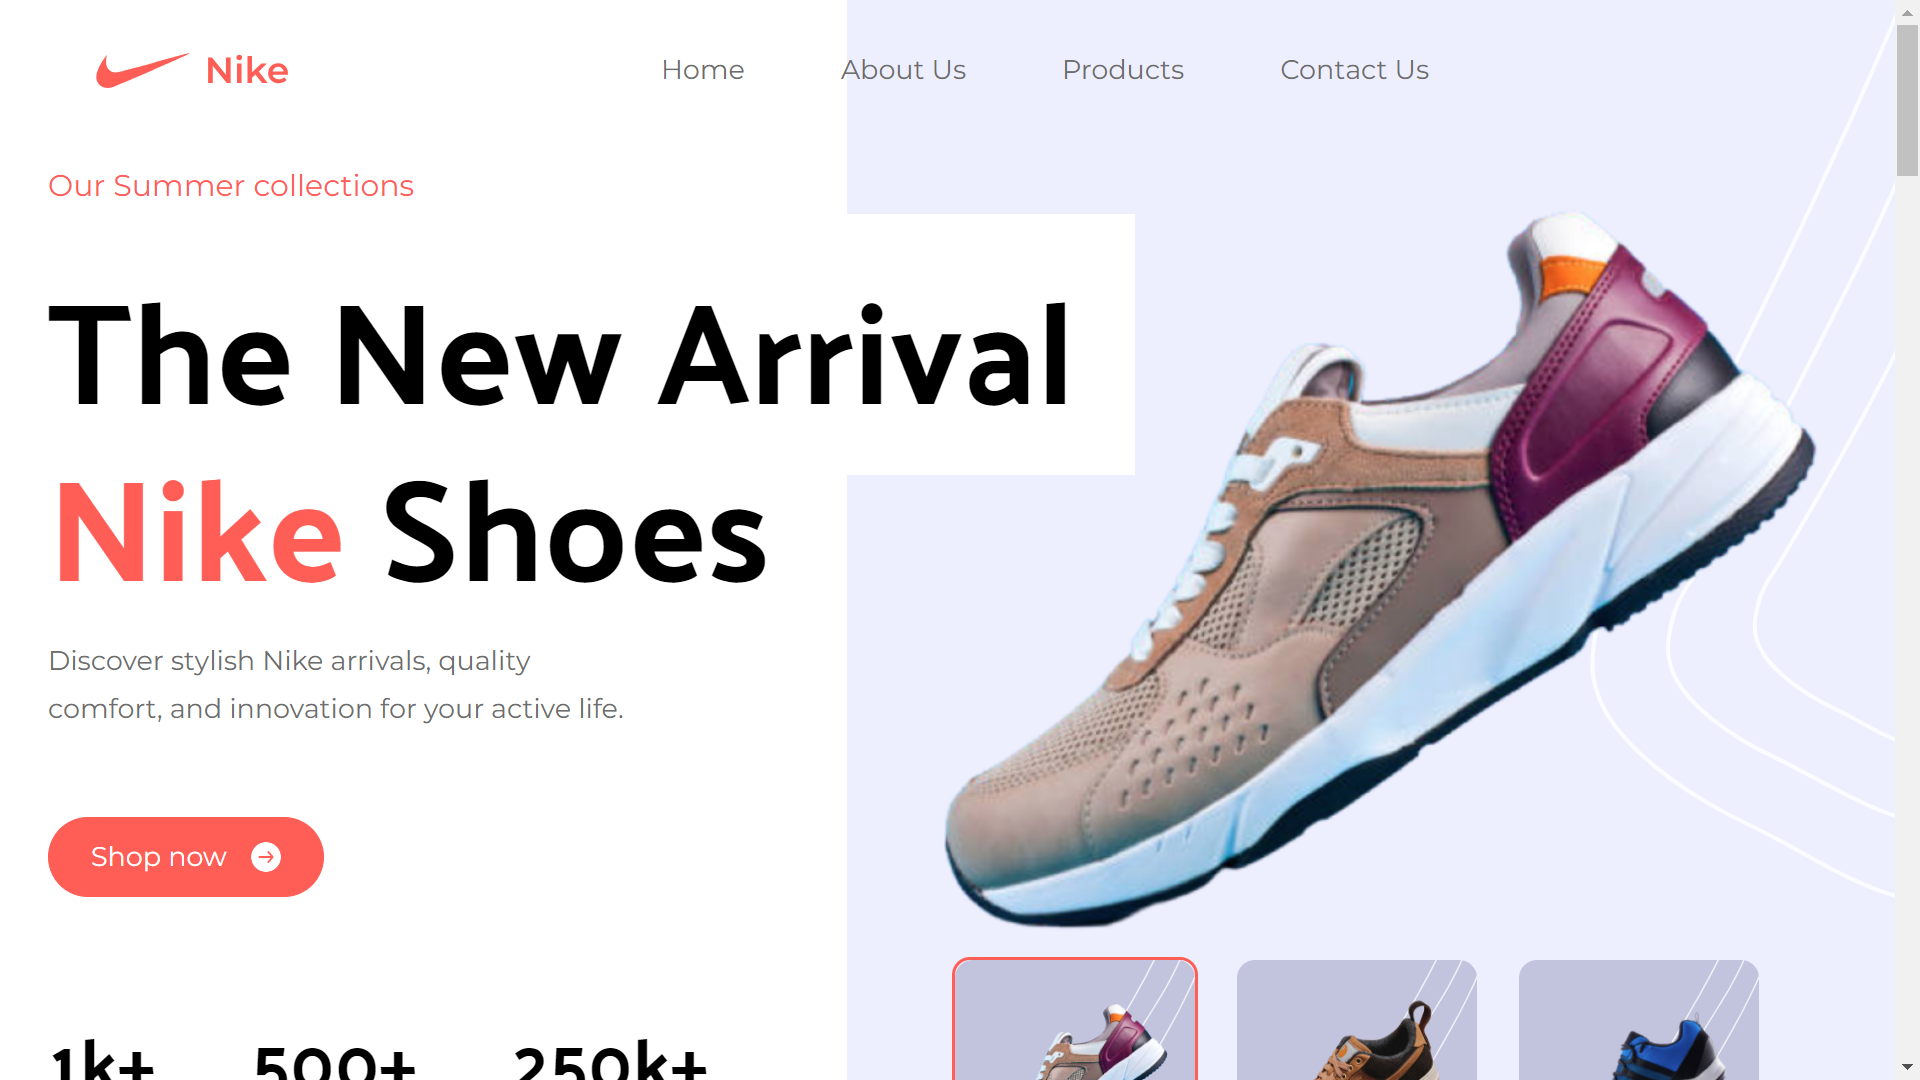 Nike
Home
About Us
Products
Contact Us
Our Summer collections
The New Arrival
Nike Shoes
Discover stylish Nike arrivals, quality
comfort, and innovation for your active life.
Shop now
1k+
500+
250k+